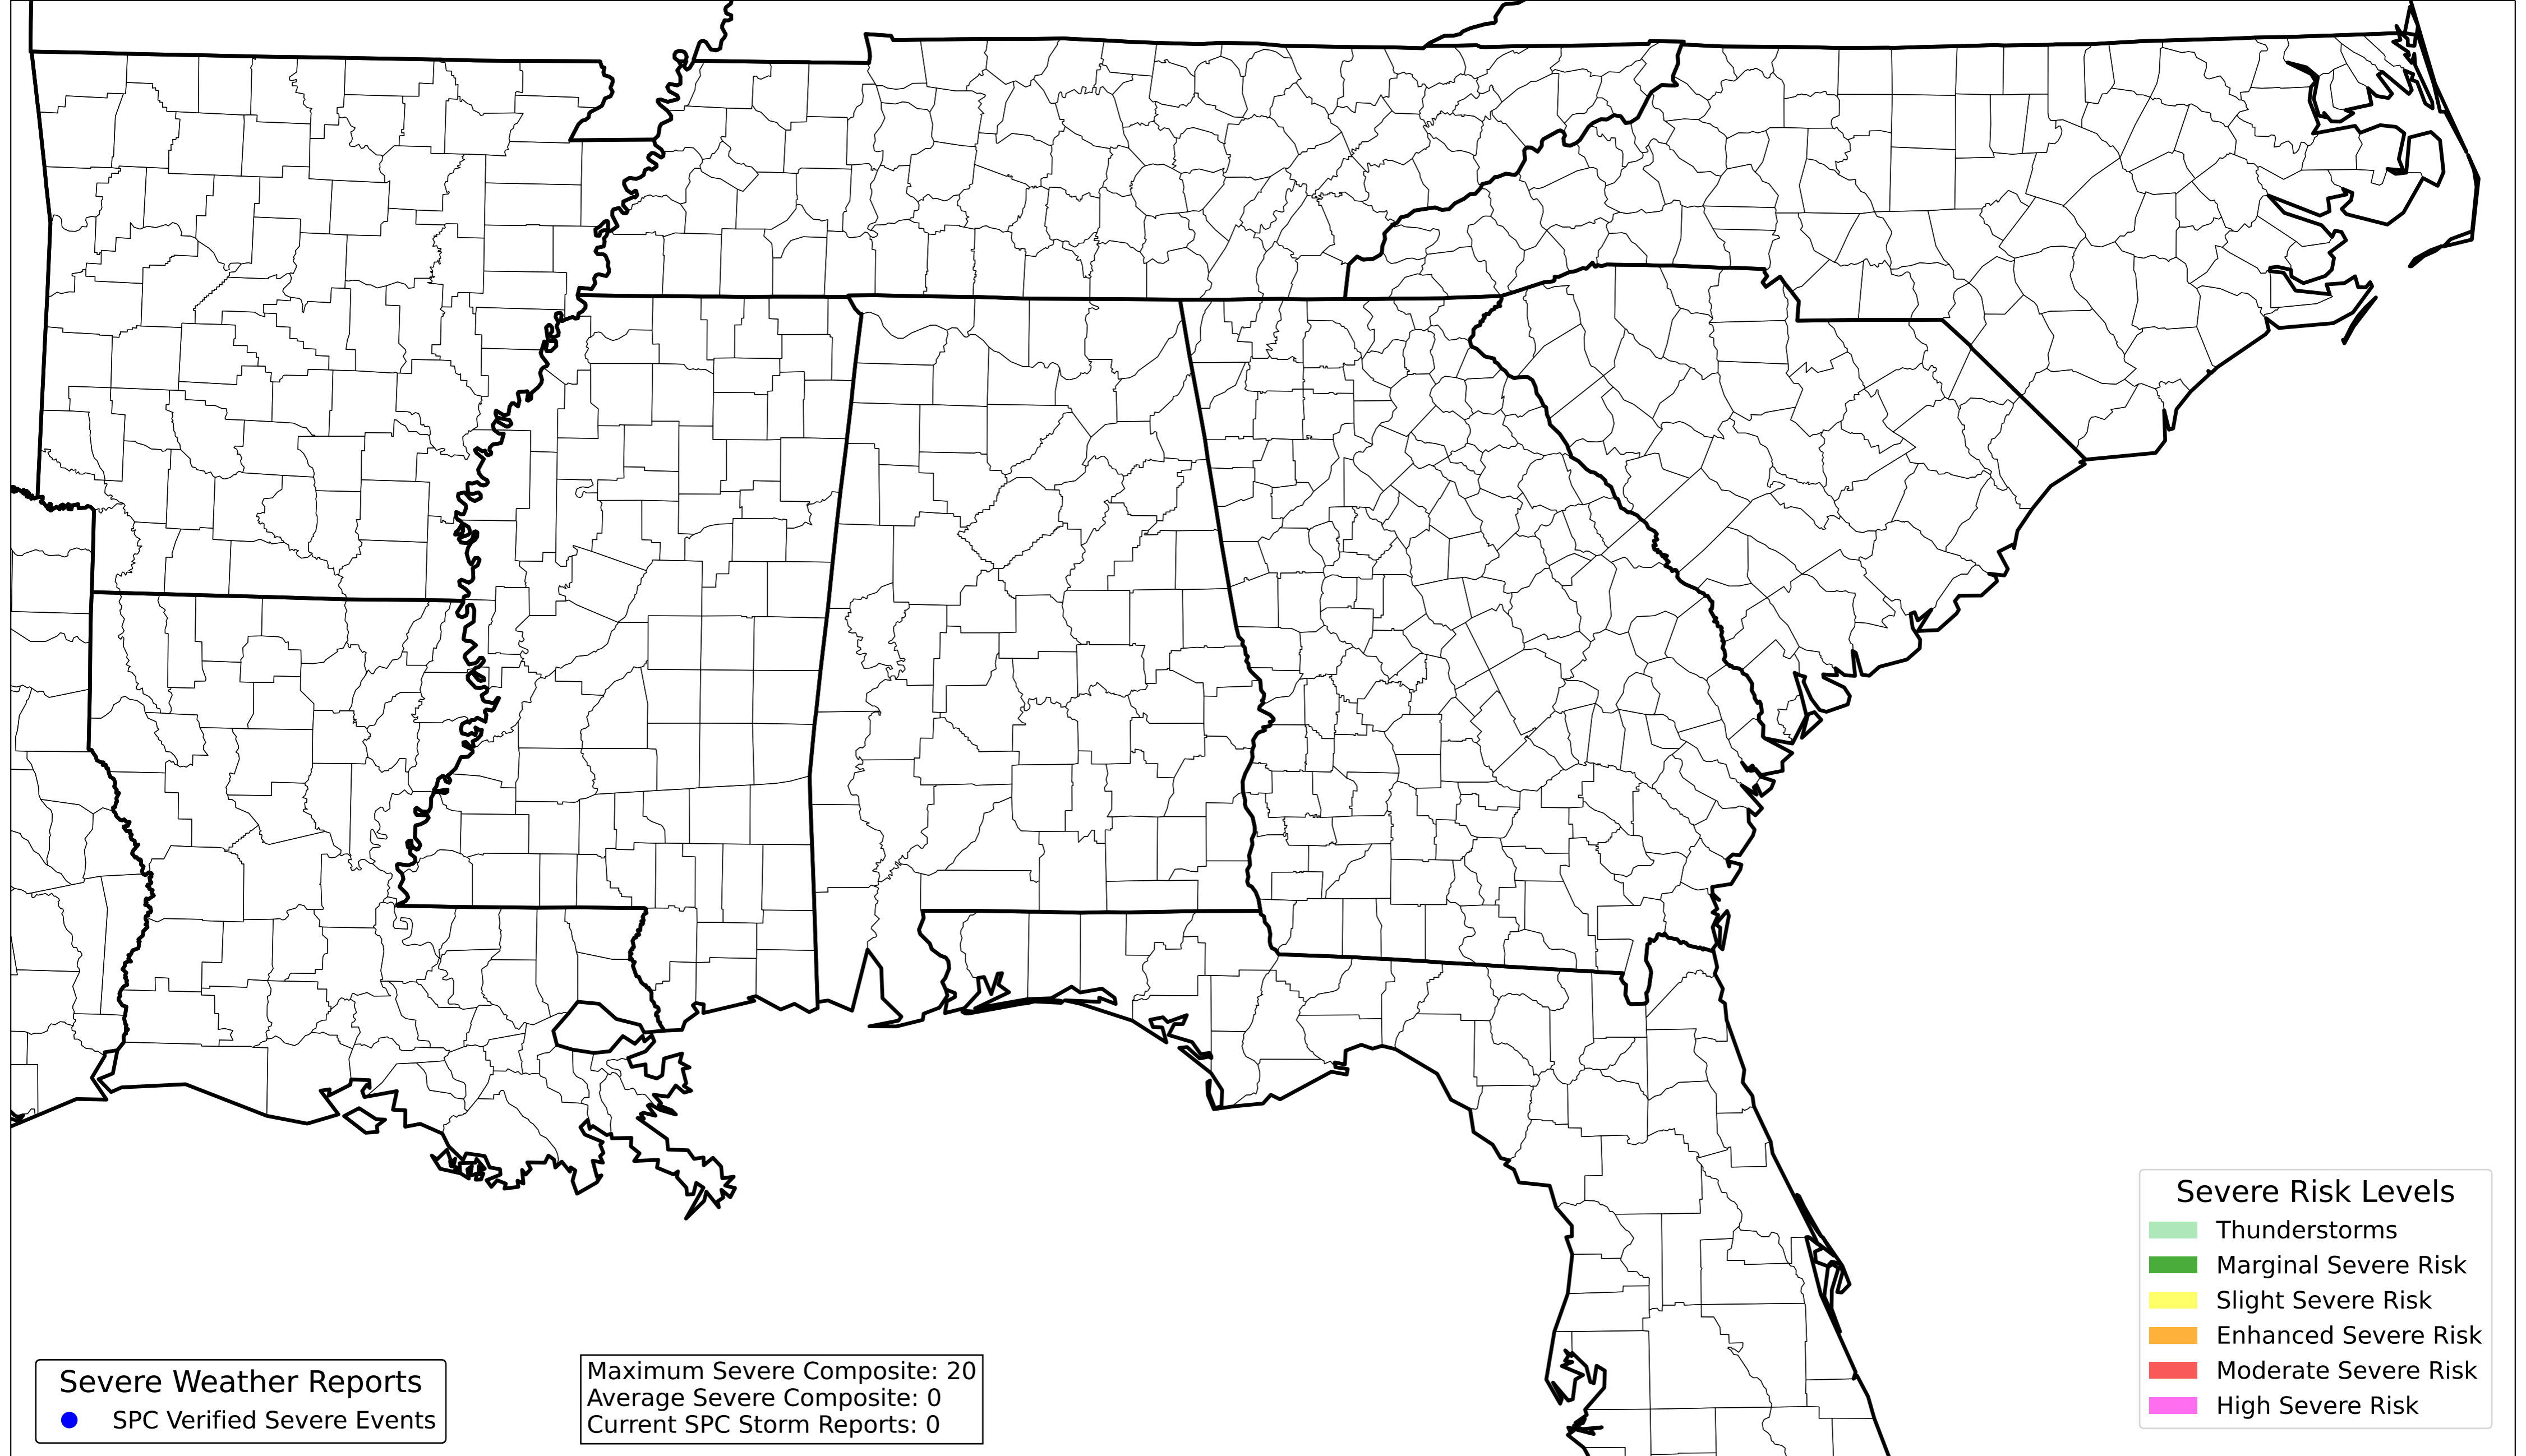 Severe Risk Levels
Thunderstorms
Marginal Severe Risk
Slight Severe Risk
Enhanced Severe Risk
Moderate Severe Risk
High Severe Risk
Severe Weather Reports
SPC Verified Severe Events
Maximum Severe Composite: 20
Average Severe Composite: 0
Current SPC Storm Reports: 0